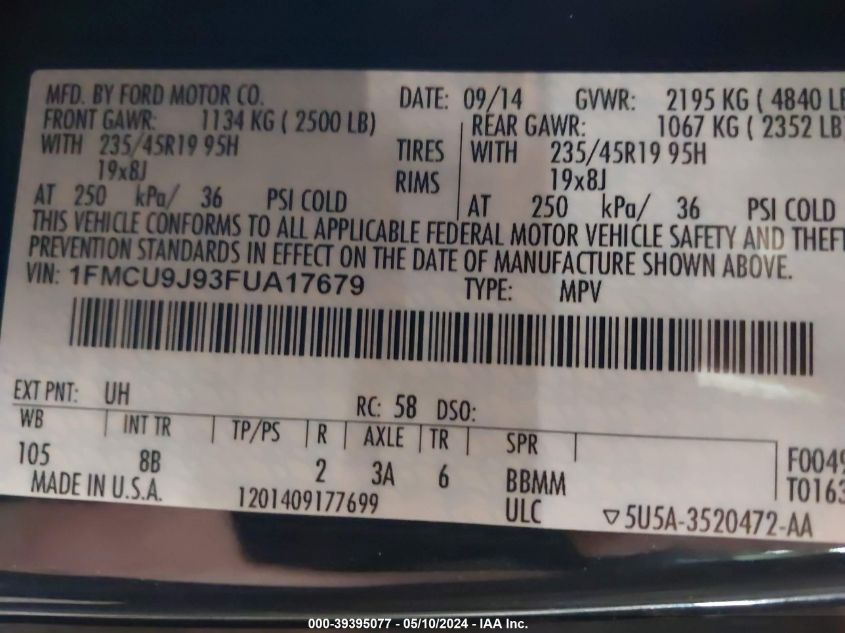 MFD. BY FORD MOTOR CO. DATE: 09/14 GVWR: 2195 KG ( 4840 LB
FRONT GAWR: 1134 KG ( 2500 LB) REAR GAWR: 1067 KG ( 2352 LB)
WITH 235/45R19 95H TIRES WITH 235/45R19 95H
19x8J RIMS 19x8J
AT 250 kPa/ 36 PSI COLD AT 250 kPa/ 36 PSI COLD
THIS VEHICLE CONFORMS TO ALL APPLICABLE FEDERAL MOTOR VEHICLE SAFETY AND THEFT
PREVENTION STANDARDS IN EFFECT ON THE DATE OF MANUFACTURE SHOWN ABOVE.
VIN: 1FMCU9J93FUA17679 TYPE: MPV
EXT PNT: UH RC: 58 DSO:
WB INT TR TP/PS R AXLE TR SPR
105 8B 2 3A 6 BBMM F0049
MADE IN U.S.A. 1201409177699 ULC T0163
▽5U5A-3520472-AA
000-39395077 - 05/10/2024 - IAA Inc.